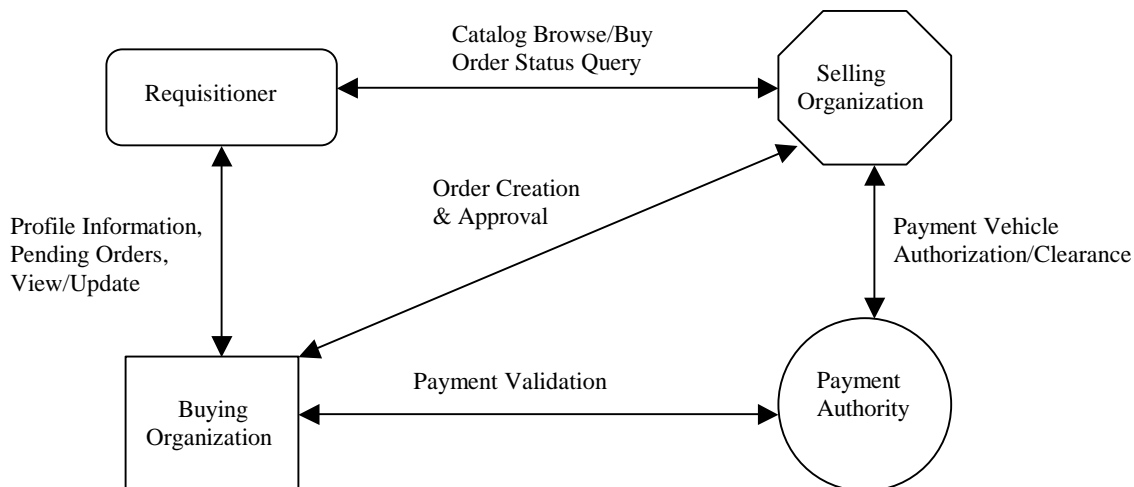 Catalog Browse/Buy
Order Status Query
Requisitioner
Selling
Organization
Order Creation
& Approval
Profile Information,
Pending Orders,
View/Update
Payment Vehicle
Authorization/Clearance
Payment Validation
Buying
Organization
Payment
Authority